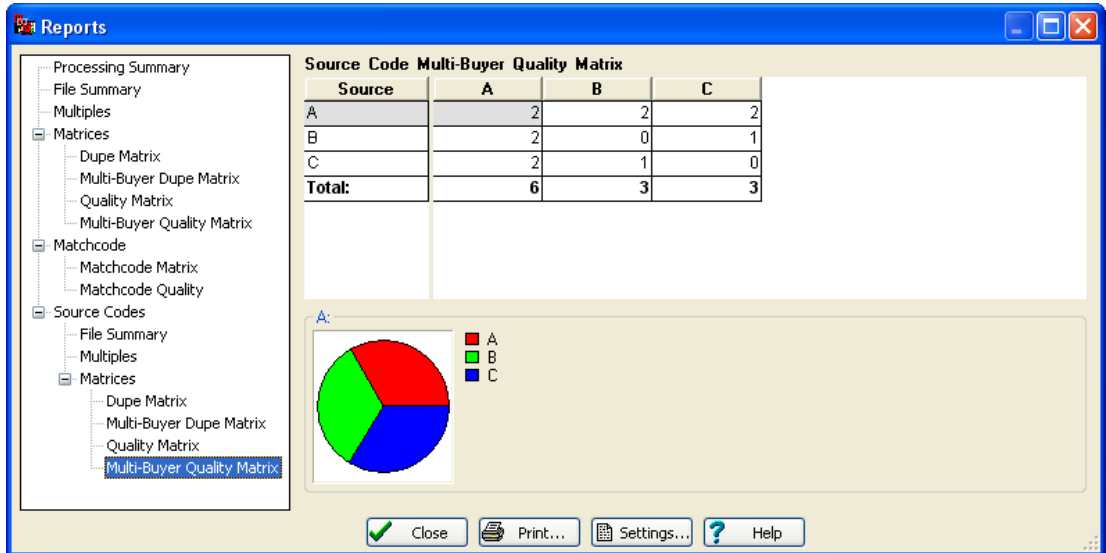 Reports
Processing Summary
File Summary
Multiples
Matrices
Dupe Matrix
Multi-Buyer Dupe Matrix
Quality Matrix
Multi-Buyer Quality Matrix
Matchcode
Matchcode Matrix
Matchcode Quality
Source Codes
File Summary
Multiples
Matrices
Dupe Matrix
Multi-Buyer Dupe Matrix
Quality Matrix
Multi-Buyer Quality Matrix
Source Code Multi-Buyer Quality Matrix
Source A B C
A 2 2 2
B 2 0 1
C 2 1 0
Total: 6 3 3
A:
A
B
C
Close Print... Settings... Help